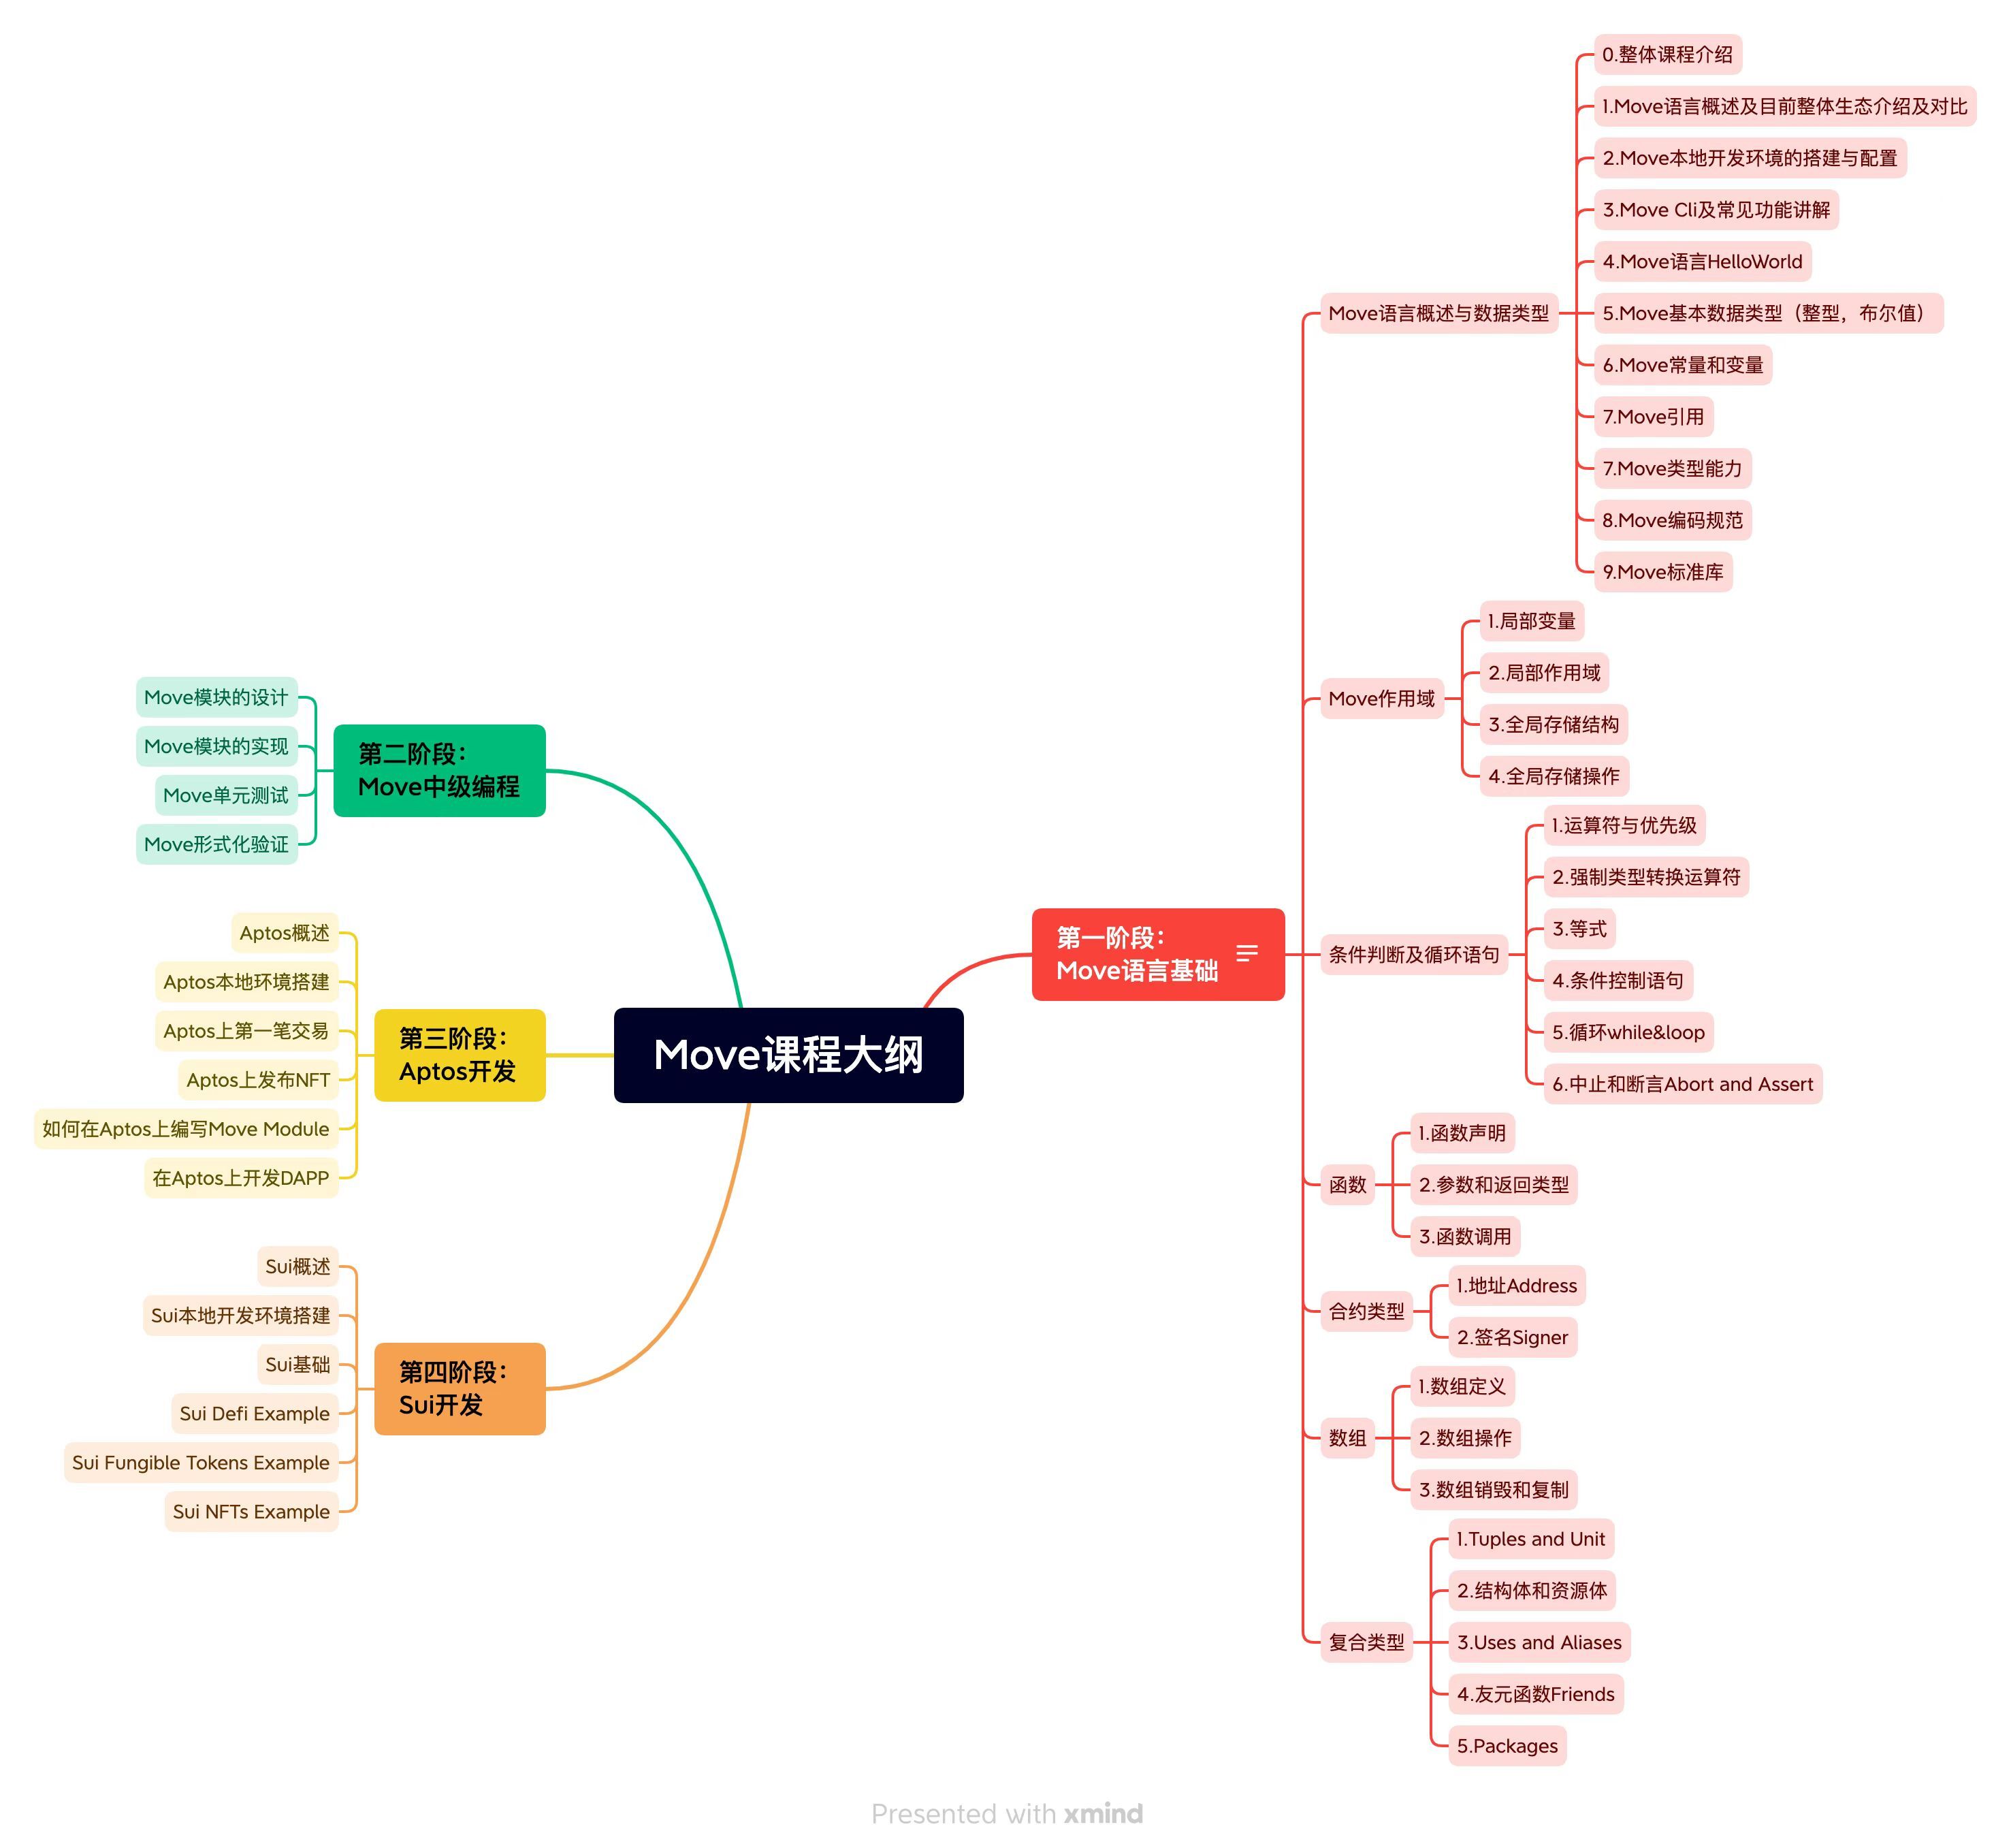 Move课程大纲
第一阶段：
Move语言基础
Move语言概述与数据类型
0.整体课程介绍
1.Move语言概述及目前整体生态介绍及对比
2.Move本地开发环境的搭建与配置
3.Move Cli及常见功能讲解
4.Move语言HelloWorld
5.Move基本数据类型（整型，布尔值）
6.Move常量和变量
7.Move引用
7.Move类型能力
8.Move编码规范
9.Move标准库
Move作用域
1.局部变量
2.局部作用域
3.全局存储结构
4.全局存储操作
条件判断及循环语句
1.运算符与优先级
2.强制类型转换运算符
3.等式
4.条件控制语句
5.循环while&loop
6.中止和断言Abort and Assert
函数
1.函数声明
2.参数和返回类型
3.函数调用
合约类型
1.地址Address
2.签名Signer
数组
1.数组定义
2.数组操作
3.数组销毁和复制
复合类型
1.Tuples and Unit
2.结构体和资源体
3.Uses and Aliases
4.友元函数Friends
5.Packages
第二阶段：
Move中级编程
Move模块的设计
Move模块的实现
Move单元测试
Move形式化验证
第三阶段：
Aptos开发
Aptos概述
Aptos本地环境搭建
Aptos上第一笔交易
Aptos上发布NFT
如何在Aptos上编写Move Module
在Aptos上开发DAPP
第四阶段：
Sui开发
Sui概述
Sui本地开发环境搭建
Sui基础
Sui Defi Example
Sui Fungible Tokens Example
Sui NFTs Example
Presented with xmind